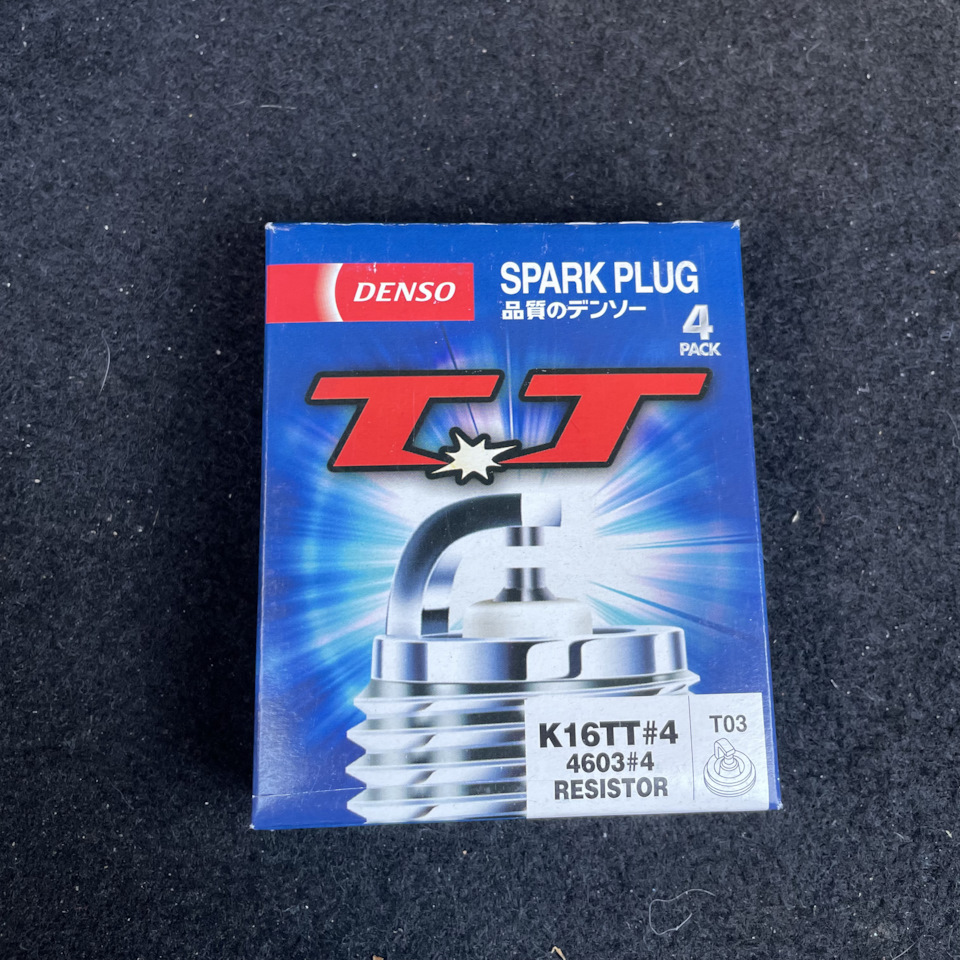 DENSO
SPARK PLUG
品質のデンソー
4
PACK
TT
K16TT#4
4603#4
RESISTOR
T03